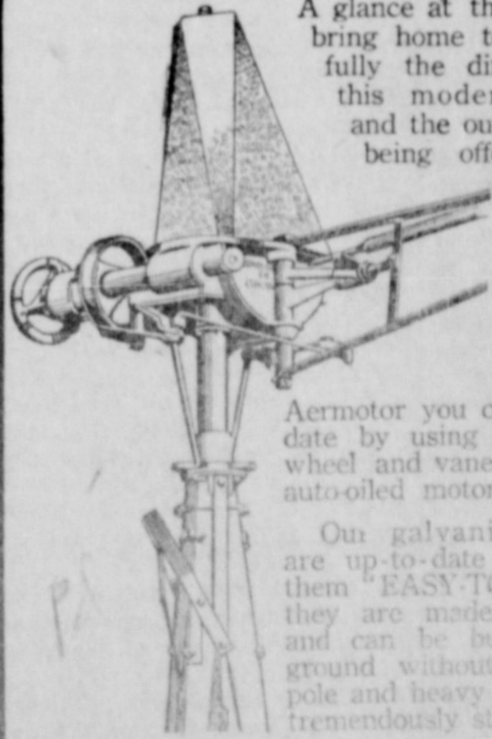 A glance at th
bring home t
fully the di
this moder
and the ou
being off
Aermotor you c
date by using
wheel and vane
auto-oiled motor
Our galvani
are up-to-date
them "EASY-TO
they are made
and can be bu
ground without
pole and heavy
tremendously st